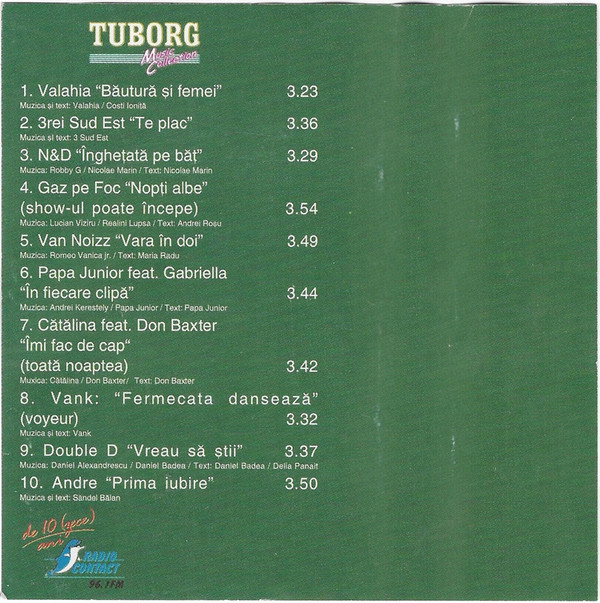 TUBORG
Music
Collection
1. Valahia "Băutură și femei" 3.23
Muzica și text: Valahia / Costi Ioniță
2. 3rei Sud Est "Te plac" 3.36
Muzica și text: 3 Sud Est
3. N&D "Înghețată pe băț" 3.29
Muzica: Robby G / Nicolae Marin / Text: Nicolae Marin
4. Gaz pe Foc "Nopți albe"
(show-ul poate începe) 3.54
Muzica: Lucian Viziru / Realini Lupsa / Text: Andrei Roșu
5. Van Noizz "Vara în doi" 3.49
Muzica: Romeo Vanica jr. / Text: Maria Radu
6. Papa Junior feat. Gabriella
"În fiecare clipă" 3.44
Muzica: Andrei Kerestely / Papa Junior / Text: Papa Junior
7. Cătălina feat. Don Baxter
"Îmi fac de cap"
(toată noaptea) 3.42
Muzica: Cătălina / Don Baxter/ Text: Don Baxter
8. Vank: "Fermecata dansează"
(voyeur) 3.32
Muzica și text: Vank
9. Double D "Vreau să știi" 3.37
Muzica: Daniel Alexandrescu / Daniel Badea / Text: Daniel Badea / Delia Panait
10. Andre "Prima iubire" 3.50
Muzica și text: Săndel Bălan
de 10 (zece)
ani
RADIO
CONTACT
96.1 FM